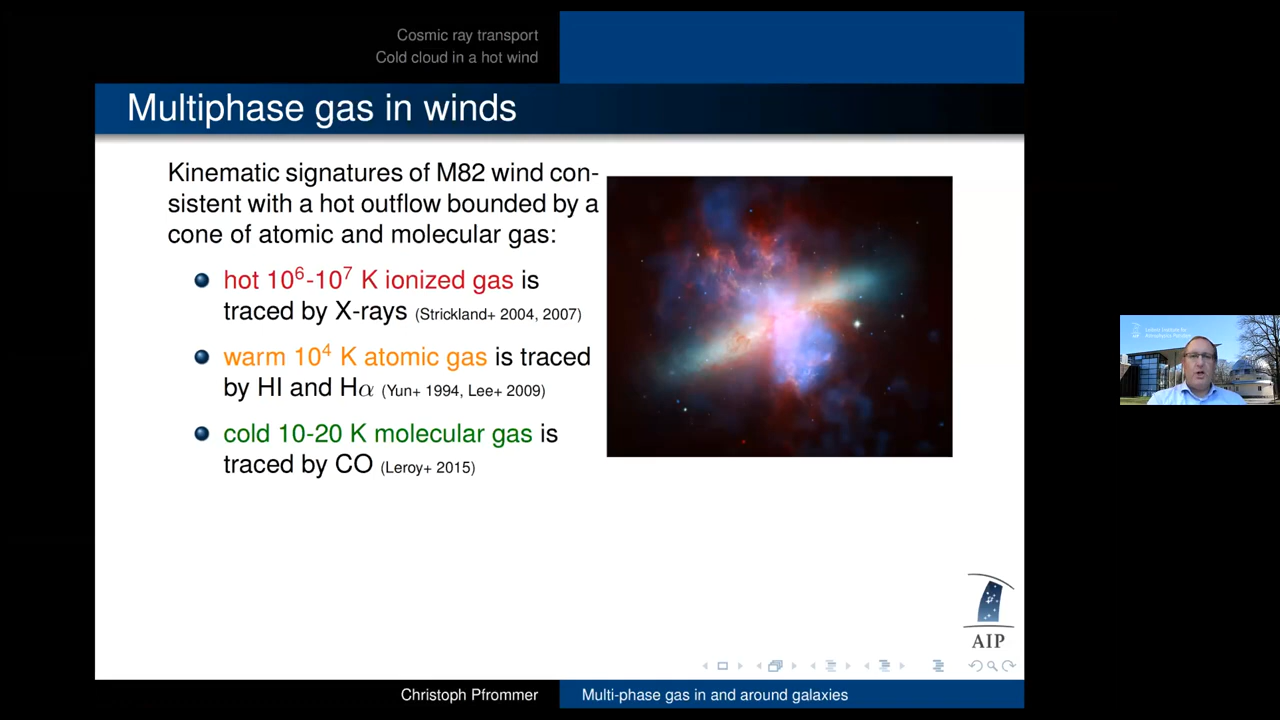 Cosmic ray transport
Cold cloud in a hot wind
Multiphase gas in winds
Kinematic signatures of M82 wind con-
sistent with a hot outflow bounded by a
cone of atomic and molecular gas:
hot 10⁶-10⁷ K ionized gas is
traced by X-rays (Strickland+ 2004, 2007)
warm 10⁴ K atomic gas is traced
by HI and Hα (Yun+ 1994, Lee+ 2009)
cold 10-20 K molecular gas is
traced by CO (Leroy+ 2015)
AIP
Christoph Pfrommer
Multi-phase gas in and around galaxies